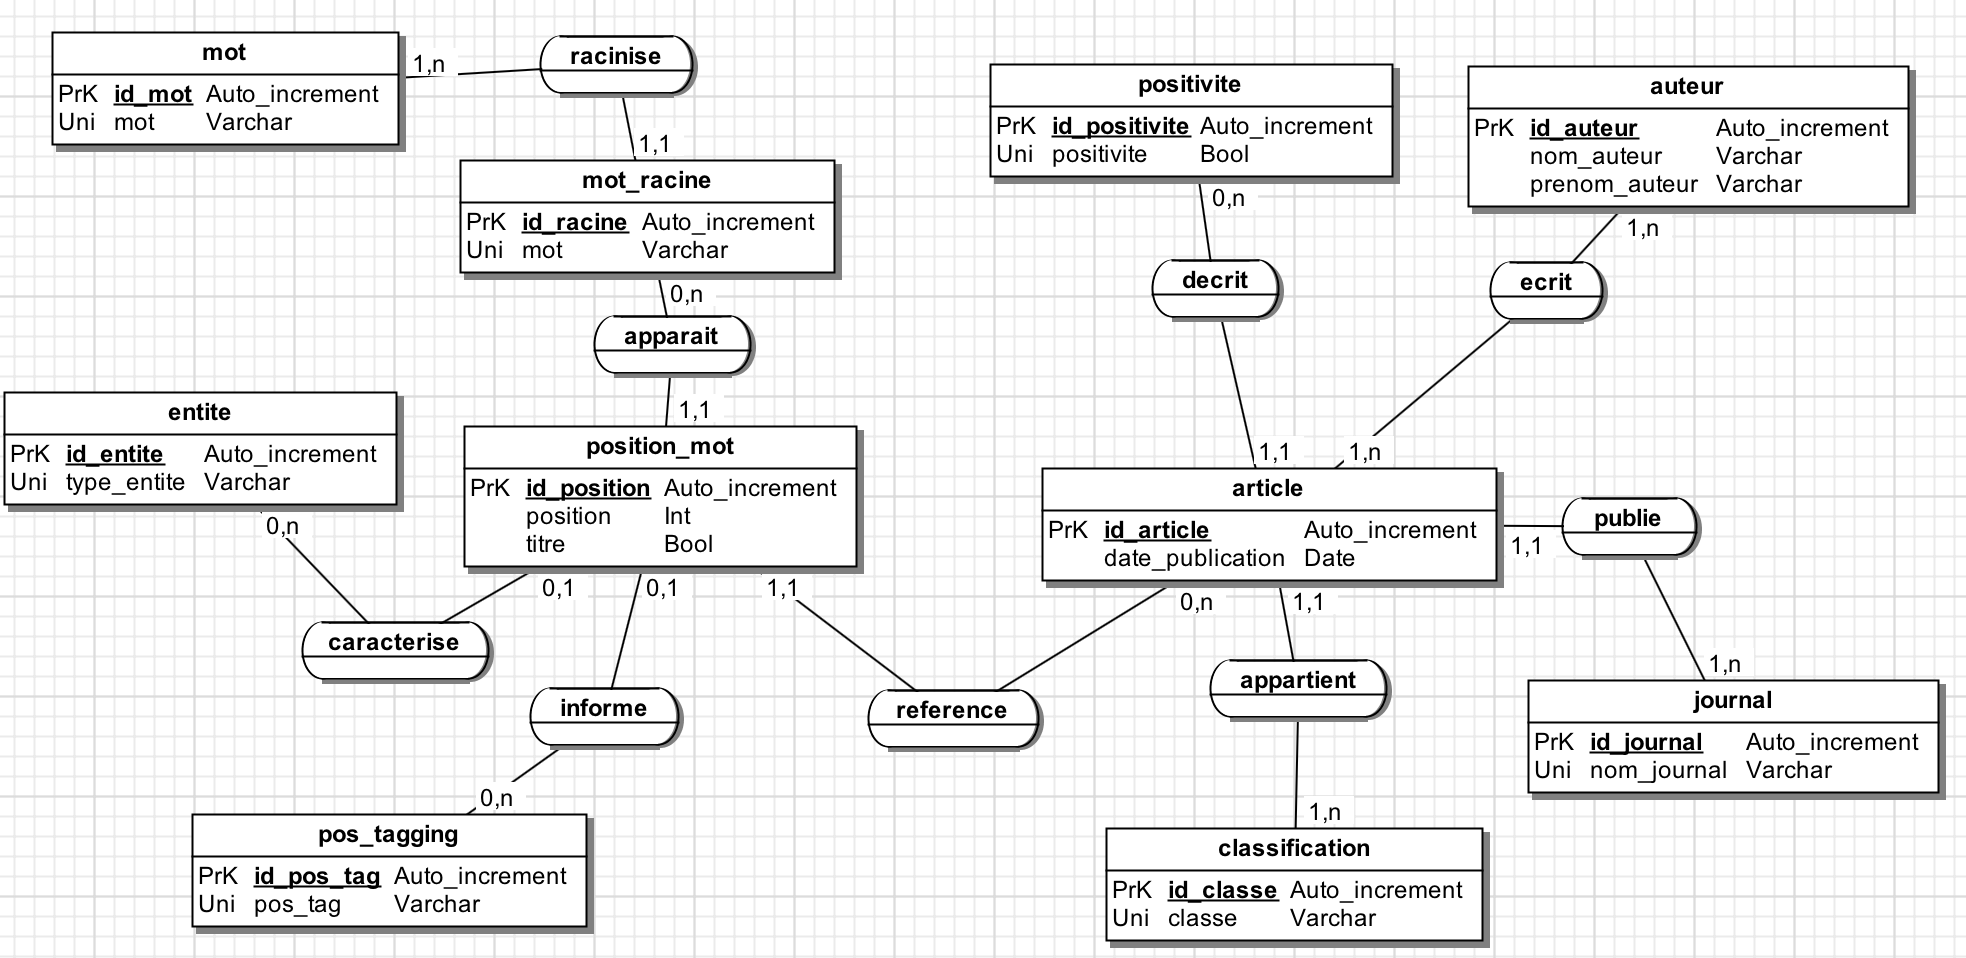 mot
PrK id_mot Auto_increment
Uni mot Varchar
1,n
racinise
1,1
mot_racine
PrK id_racine Auto_increment
Uni mot Varchar
0,n
apparait
1,1
positivite
PrK id_positivite Auto_increment
Uni positivite Bool
0,n
decrit
1,1
auteur
PrK id_auteur Auto_increment
nom_auteur Varchar
prenom_auteur Varchar
1,n
ecrit
1,n
entite
PrK id_entite Auto_increment
Uni type_entite Varchar
0,n
caracterise
position_mot
PrK id_position Auto_increment
position Int
titre Bool
0,1
0,1
1,1
informe
reference
article
PrK id_article Auto_increment
date_publication Date
0,n
1,1
1,1
publie
1,n
appartient
1,n
journal
PrK id_journal Auto_increment
Uni nom_journal Varchar
0,n
pos_tagging
PrK id_pos_tag Auto_increment
Uni pos_tag Varchar
classification
PrK id_classe Auto_increment
Uni classe Varchar